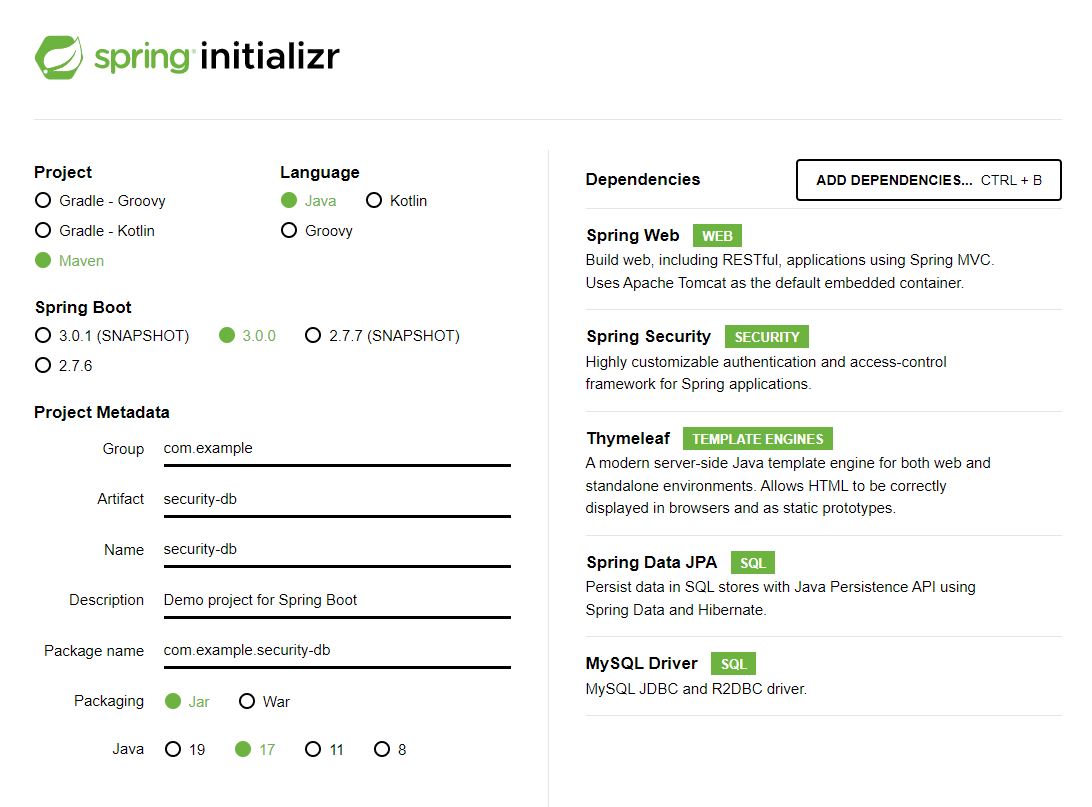 spring initializr
Project
Gradle - Groovy
Gradle - Kotlin
Maven
Language
Java Kotlin
Groovy
Spring Boot
3.0.1 (SNAPSHOT) 3.0.0 2.7.7 (SNAPSHOT)
2.7.6
Project Metadata
Group com.example
Artifact security-db
Name security-db
Description Demo project for Spring Boot
Package name com.example.security-db
Packaging Jar War
Java 19 17 11 8
Dependencies ADD DEPENDENCIES... CTRL + B
Spring Web WEB
Build web, including RESTful, applications using Spring MVC.
Uses Apache Tomcat as the default embedded container.
Spring Security SECURITY
Highly customizable authentication and access-control
framework for Spring applications.
Thymeleaf TEMPLATE ENGINES
A modern server-side Java template engine for both web and
standalone environments. Allows HTML to be correctly
displayed in browsers and as static prototypes.
Spring Data JPA SQL
Persist data in SQL stores with Java Persistence API using
Spring Data and Hibernate.
MySQL Driver SQL
MySQL JDBC and R2DBC driver.